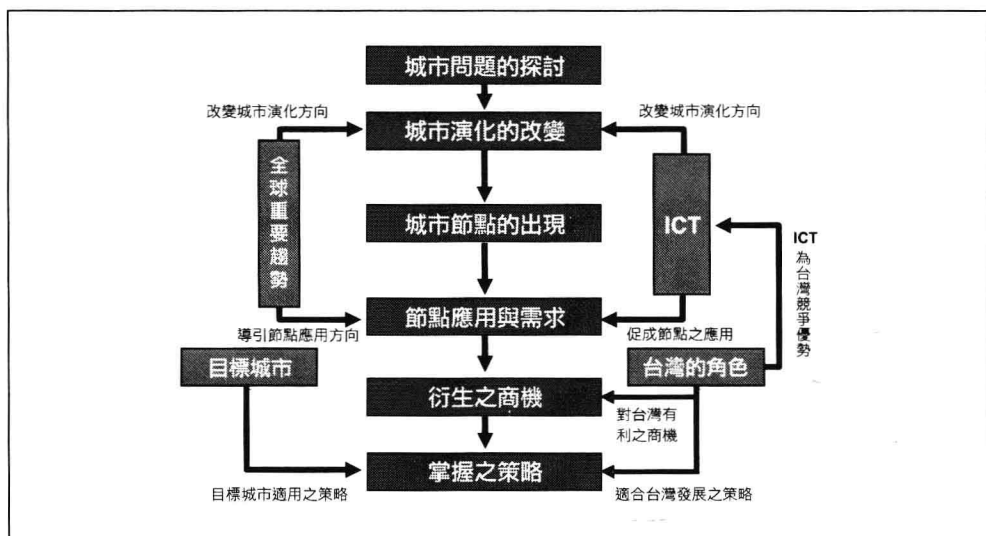 城市問題的探討
改變城市演化方向
改變城市演化方向
城市演化的改變
全球重要趨勢
ICT
城市節點的出現
ICT
為台灣競爭優勢
節點應用與需求
導引節點應用方向
促成節點之應用
目標城市
台灣的角色
衍生之商機
對台灣有
利之商機
掌握之策略
目標城市適用之策略
適合台灣發展之策略